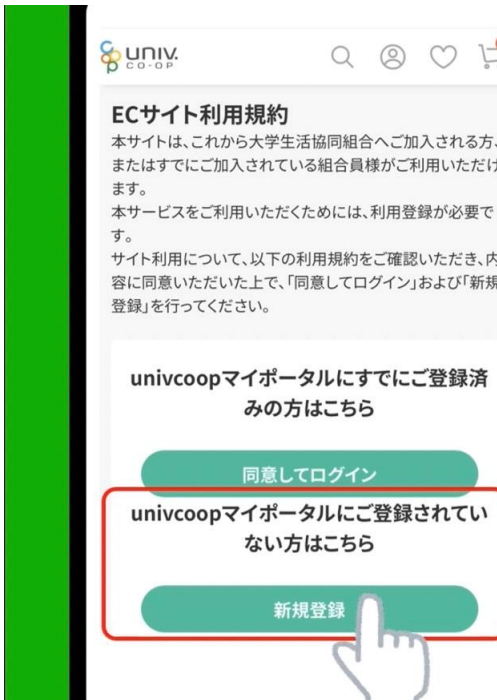 univ.
co-op
ECサイト利用規約
本サイトは、これから大学生活協同組合へご加入される方、
またはすでにご加入されている組合員様がご利用いただけ
ます。
本サービスをご利用いただくためには、利用登録が必要で
す。
サイト利用について、以下の利用規約をご確認いただき、内
容に同意いただいた上で、「同意してログイン」および「新規
登録」を行ってください。
univcoopマイポータルにすでにご登録済
みの方はこちら
同意してログイン
univcoopマイポータルにご登録されてい
ない方はこちら
新規登録